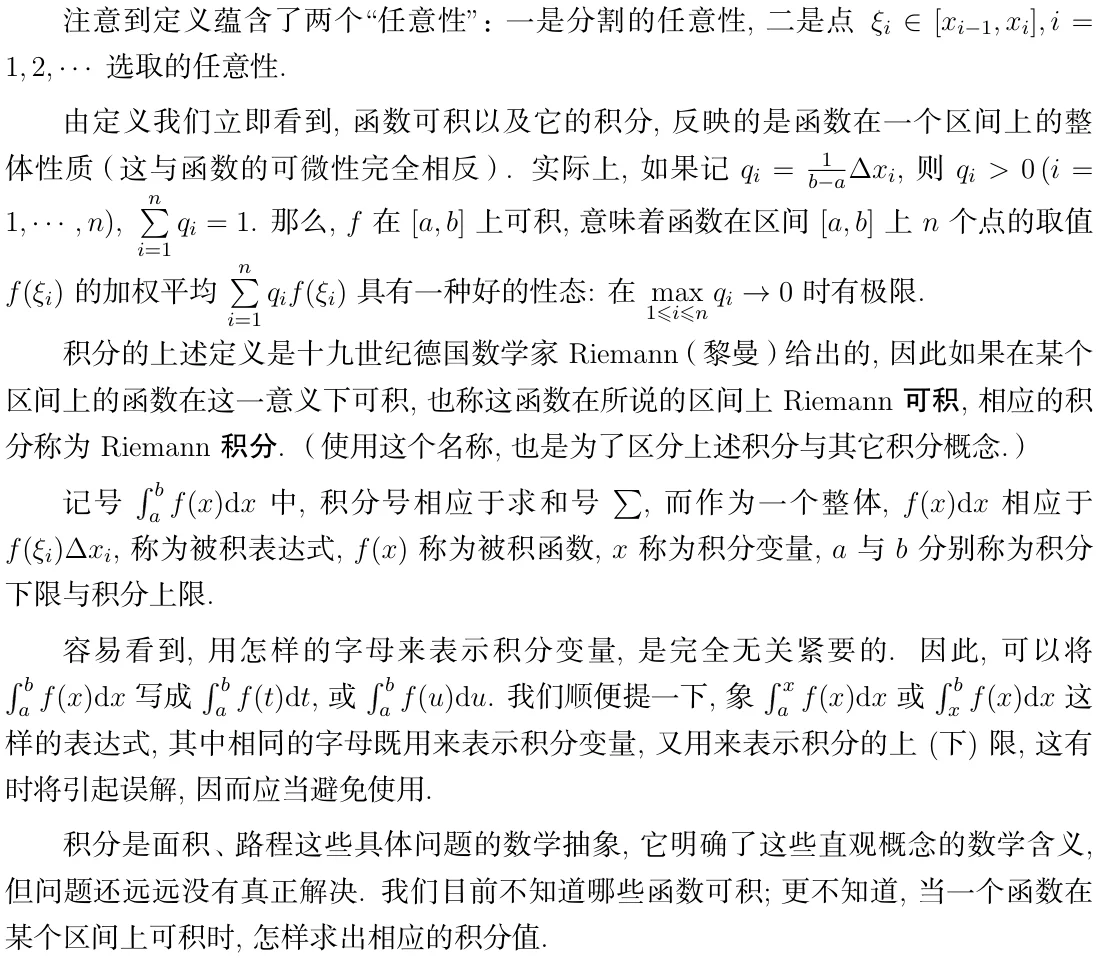 注意到定义蕴含了两个“任意性”: 一是分割的任意性, 二是点 $\xi_i \in [x_{i-1}, x_i], i =$
$1, 2, \cdots$ 选取的任意性.
由定义我们立即看到, 函数可积以及它的积分, 反映的是函数在一个区间上的整
体性质 (这与函数的可微性完全相反). 实际上, 如果记 $q_i = \frac{1}{b-a}\Delta x_i$, 则 $q_i > 0\,(i =$
$1, \cdots, n)$, $\sum\limits_{i=1}^{n} q_i = 1$. 那么, $f$ 在 $[a, b]$ 上可积, 意味着函数在区间 $[a, b]$ 上 $n$ 个点的取值
$f(\xi_i)$ 的加权平均 $\sum\limits_{i=1}^{n} q_i f(\xi_i)$ 具有一种好的性态: 在 $\max\limits_{1\leqslant i\leqslant n} q_i \to 0$ 时有极限.
积分的上述定义是十九世纪德国数学家 Riemann (黎曼) 给出的, 因此如果在某个
区间上的函数在这一意义下可积, 也称这函数在所说的区间上 Riemann 可积, 相应的积
分称为 Riemann 积分. (使用这个名称, 也是为了区分上述积分与其它积分概念.)
记号 $\int_a^b f(x)\mathrm{d}x$ 中, 积分号相应于求和号 $\sum$, 而作为一个整体, $f(x)\mathrm{d}x$ 相应于
$f(\xi_i)\Delta x_i$, 称为被积表达式, $f(x)$ 称为被积函数, $x$ 称为积分变量, $a$ 与 $b$ 分别称为积分
下限与积分上限.
容易看到, 用怎样的字母来表示积分变量, 是完全无关紧要的. 因此, 可以将
$\int_a^b f(x)\mathrm{d}x$ 写成 $\int_a^b f(t)\mathrm{d}t$, 或 $\int_a^b f(u)\mathrm{d}u$. 我们顺便提一下, 象 $\int_a^x f(x)\mathrm{d}x$ 或 $\int_x^b f(x)\mathrm{d}x$ 这
样的表达式, 其中相同的字母既用来表示积分变量, 又用来表示积分的上 (下) 限, 这有
时将引起误解, 因而应当避免使用.
积分是面积、路程这些具体问题的数学抽象, 它明确了这些直观概念的数学含义,
但问题还远远没有真正解决. 我们目前不知道哪些函数可积; 更不知道, 当一个函数在
某个区间上可积时, 怎样求出相应的积分值.